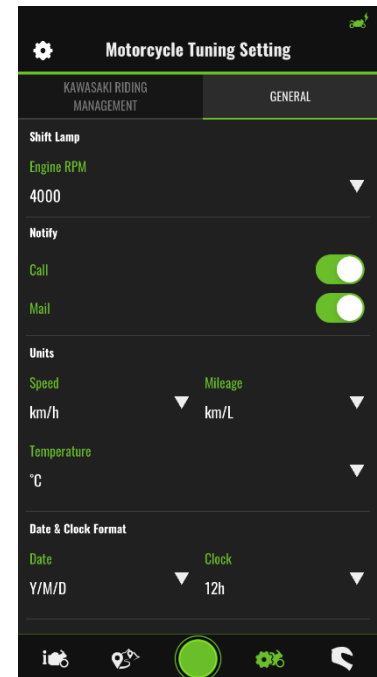 Motorcycle Tuning Setting
KAWASAKI RIDING
MANAGEMENT
GENERAL
Shift Lamp
Engine RPM
4000
Notify
Call
Mail
Units
Speed
Mileage
km/h
km/L
Temperature
°C
Date & Clock Format
Date
Clock
Y/M/D
12h
i